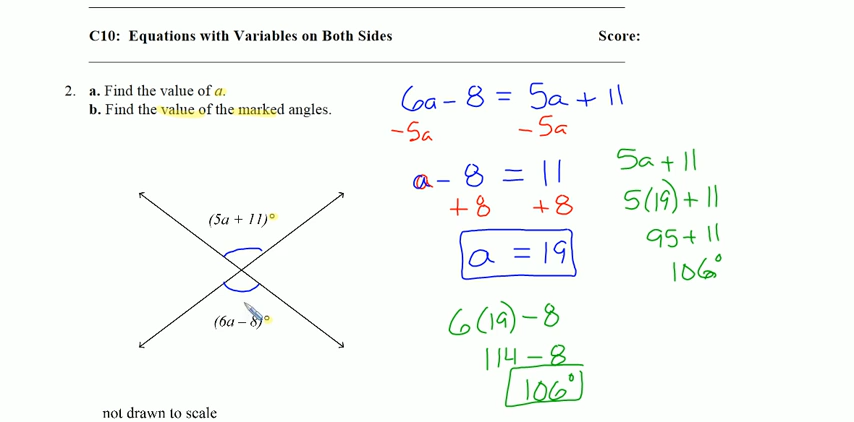 C10: Equations with Variables on Both Sides Score:
2. a. Find the value of a.
b. Find the value of the marked angles.
6a - 8 = 5a + 11
-5a -5a
a - 8 = 11
+8 +8
a = 19
5a + 11
5(19) + 11
95 + 11
106°
(5a + 11)°
(6a – 8)°
6(19) - 8
114 - 8
106°
not drawn to scale